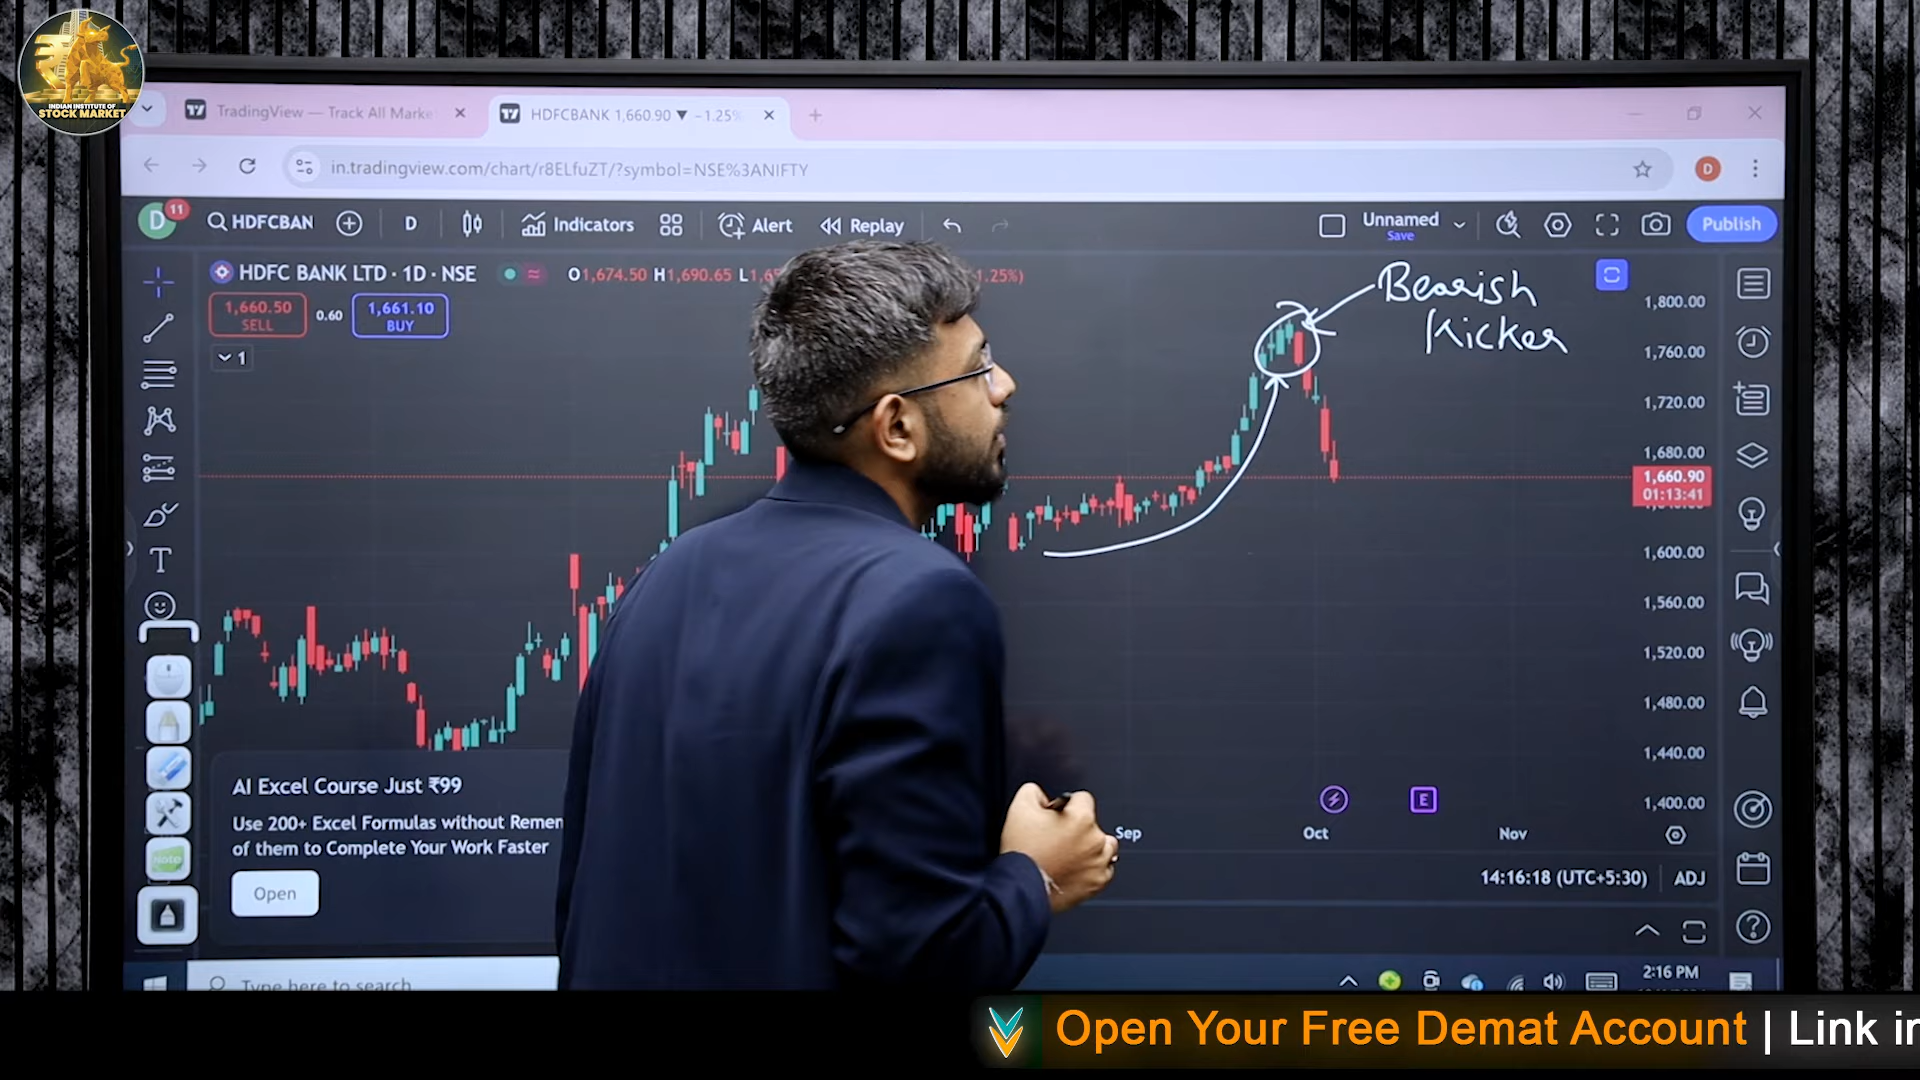 INDIAN INSTITUTE OF
STOCK MARKET
TradingView — Track All Marke
HDFCBANK 1,660.90 ▼ −1.25%
in.tradingview.com/chart/r8ELfuZT/?symbol=NSE%3ANIFTY
D
D
11
HDFCBAN
D
Indicators
Alert
Replay
Unnamed
Save
Publish
HDFC BANK LTD · 1D · NSE
O1,674.50 H1,690.65
1.25%)
1,660.50
SELL
0.60
1,661.10
BUY
1
Bearish
Kicker
1,800.00
1,760.00
1,720.00
1,680.00
1,660.90
01:13:41
1,600.00
1,560.00
1,520.00
1,480.00
1,440.00
1,400.00
T
Note
AI Excel Course Just ₹99
Use 200+ Excel Formulas without Remen
of them to Complete Your Work Faster
Open
E
Sep
Oct
Nov
14:16:18 (UTC+5:30)
ADJ
Type here to search
2:16 PM
Open Your Free Demat Account | Link in